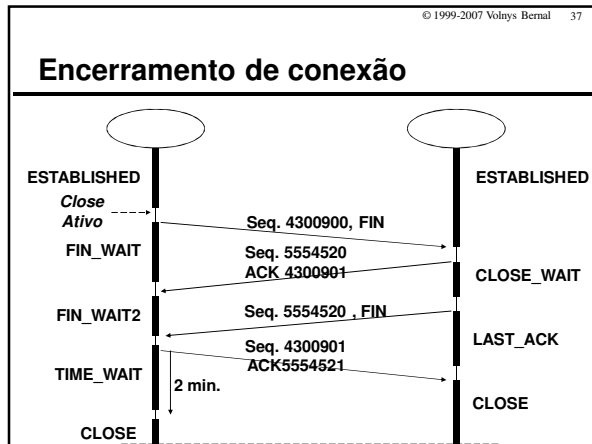 © 1999-2007 Volnys Bernal 37
Encerramento de conexão
ESTABLISHED
ESTABLISHED
Close
Ativo
Seq. 4300900, FIN
FIN_WAIT
Seq. 5554520
ACK 4300901
CLOSE_WAIT
FIN_WAIT2
Seq. 5554520 , FIN
LAST_ACK
Seq. 4300901
ACK5554521
TIME_WAIT
2 min.
CLOSE
CLOSE